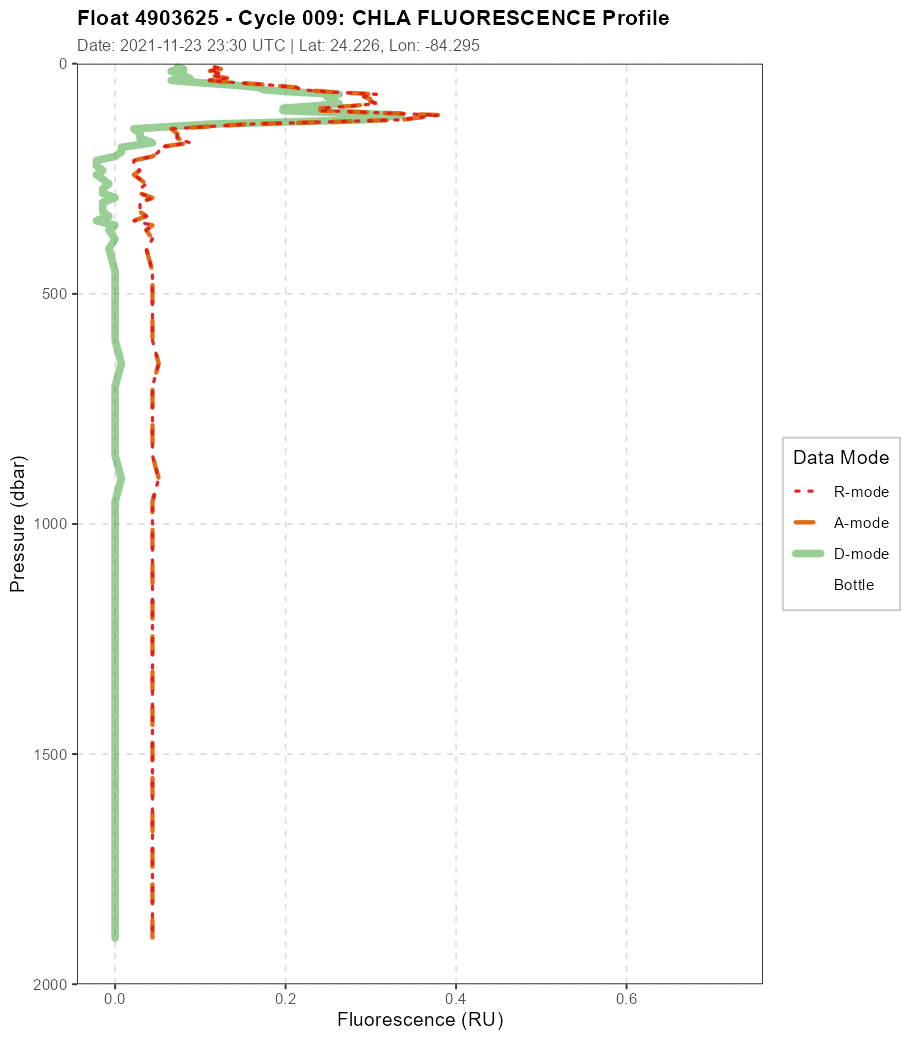 Float 4903625 - Cycle 009: CHLA FLUORESCENCE Profile
Date: 2021-11-23 23:30 UTC | Lat: 24.226, Lon: -84.295
0
500
1000
1500
2000
Pressure (dbar)
0.0
0.2
0.4
0.6
Fluorescence (RU)
Data Mode
R-mode
A-mode
D-mode
Bottle